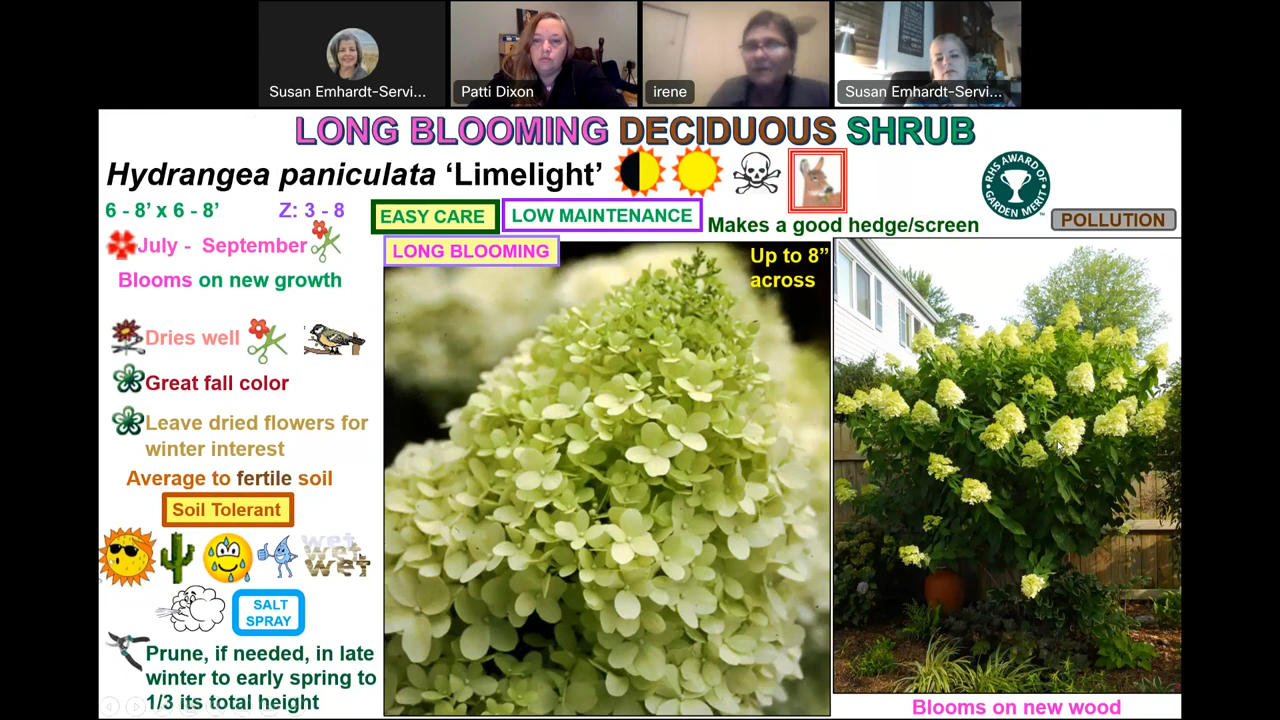 Susan Emhardt-Servi...
Patti Dixon
irene
Susan Emhardt-Servi...
LONG BLOOMING DECIDUOUS SHRUB
Hydrangea paniculata ‘Limelight’
RHS AWARD OF GARDEN MERIT
6 - 8’ x 6 - 8’
Z: 3 - 8
EASY CARE
LOW MAINTENANCE
Makes a good hedge/screen
POLLUTION
July - September
LONG BLOOMING
Up to 8”
across
Blooms on new growth
Dries well
Great fall color
Leave dried flowers for
winter interest
Average to fertile soil
Soil Tolerant
wet
wet
wet
SALT
SPRAY
Prune, if needed, in late
winter to early spring to
1/3 its total height
Blooms on new wood